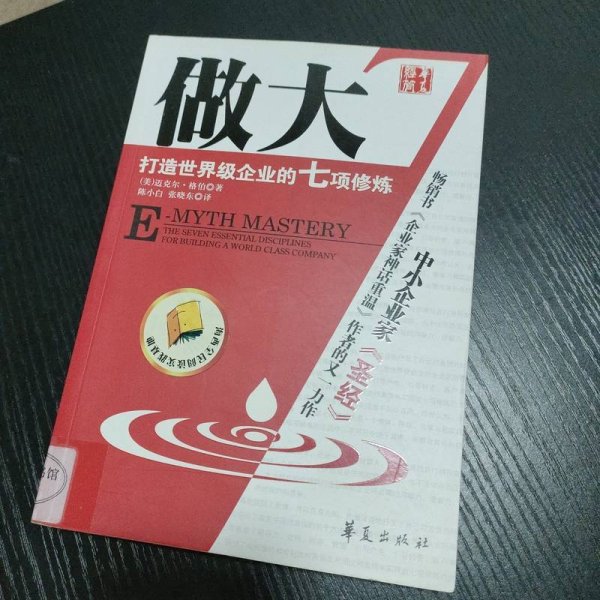 做大
打造世界级企业的七项修炼
(美)迈克尔·格伯◎著
陈小白 张晓东◎译
E-MYTH MASTERY
THE SEVEN ESSENTIAL DISCIPLINES
FOR BUILDING A WORLD CLASS COMPANY
畅销书《企业家神话重温》作者的又一力作
中小企业家《圣经》
华夏出版社
馆